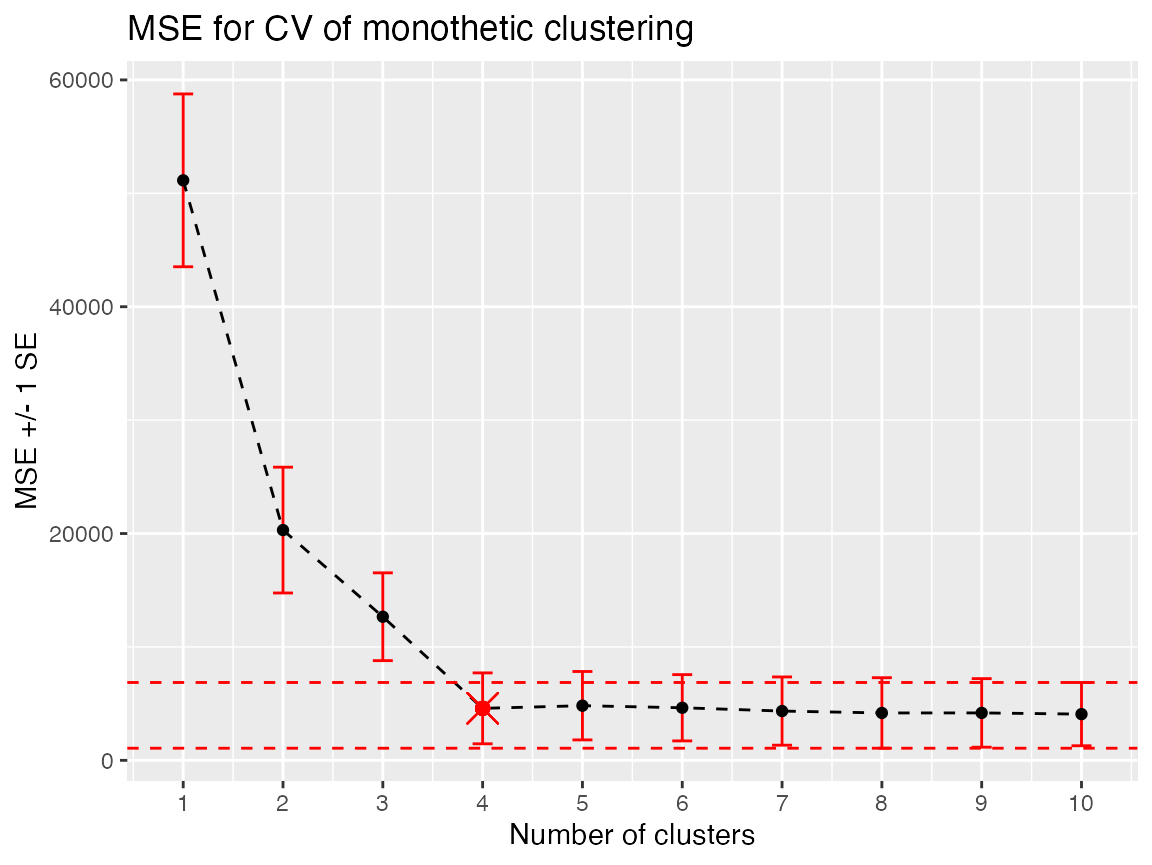 MSE for CV of monothetic clustering
MSE +/- 1 SE
60000
40000
20000
0
1 2 3 4 5 6 7 8 9 10
Number of clusters